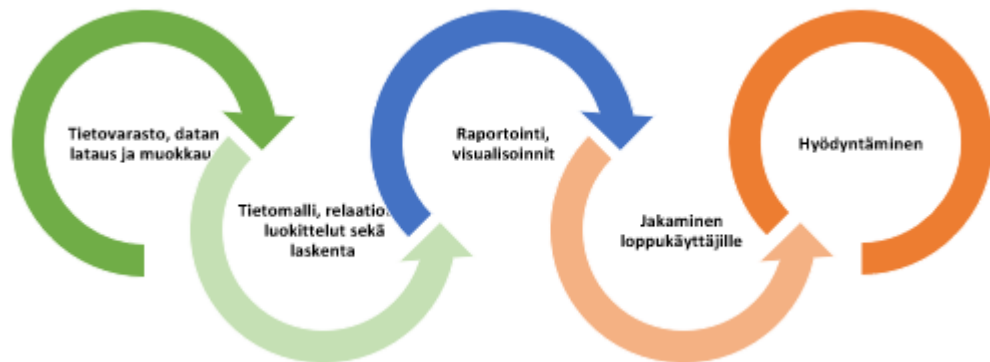 Tietovarasto, datan
lataus ja muokkau
Tietomalli, relaatio
luokittelut sekä
laskenta
Raportointi,
visualisoinnit
Jakaminen
loppukäyttäjille
Hyödyntäminen